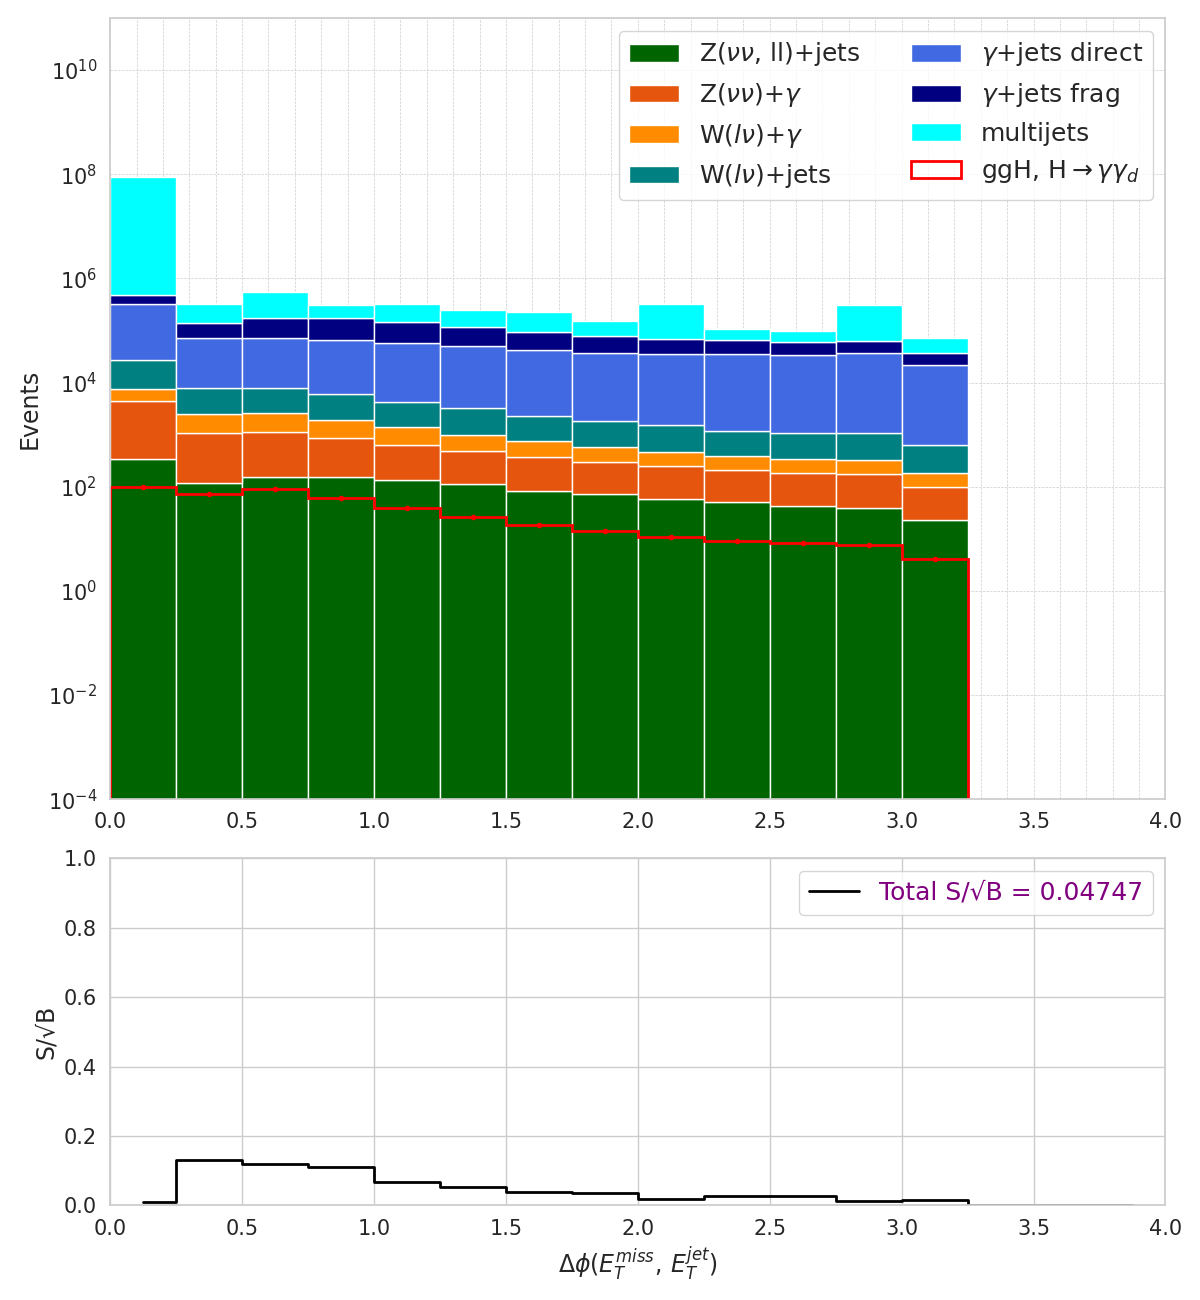 Z(νν, ll)+jets
Z(νν)+γ
W(lν)+γ
W(lν)+jets
γ+jets direct
γ+jets frag
multijets
ggH, H→γγ_d
Events
10^10
10^8
10^6
10^4
10^2
10^0
10^−2
10^−4
0.0 0.5 1.0 1.5 2.0 2.5 3.0 3.5 4.0
Total S/√B = 0.04747
S/√B
1.0
0.8
0.6
0.4
0.2
0.0
0.0 0.5 1.0 1.5 2.0 2.5 3.0 3.5 4.0
Δϕ(E_T^miss, E_T^jet)